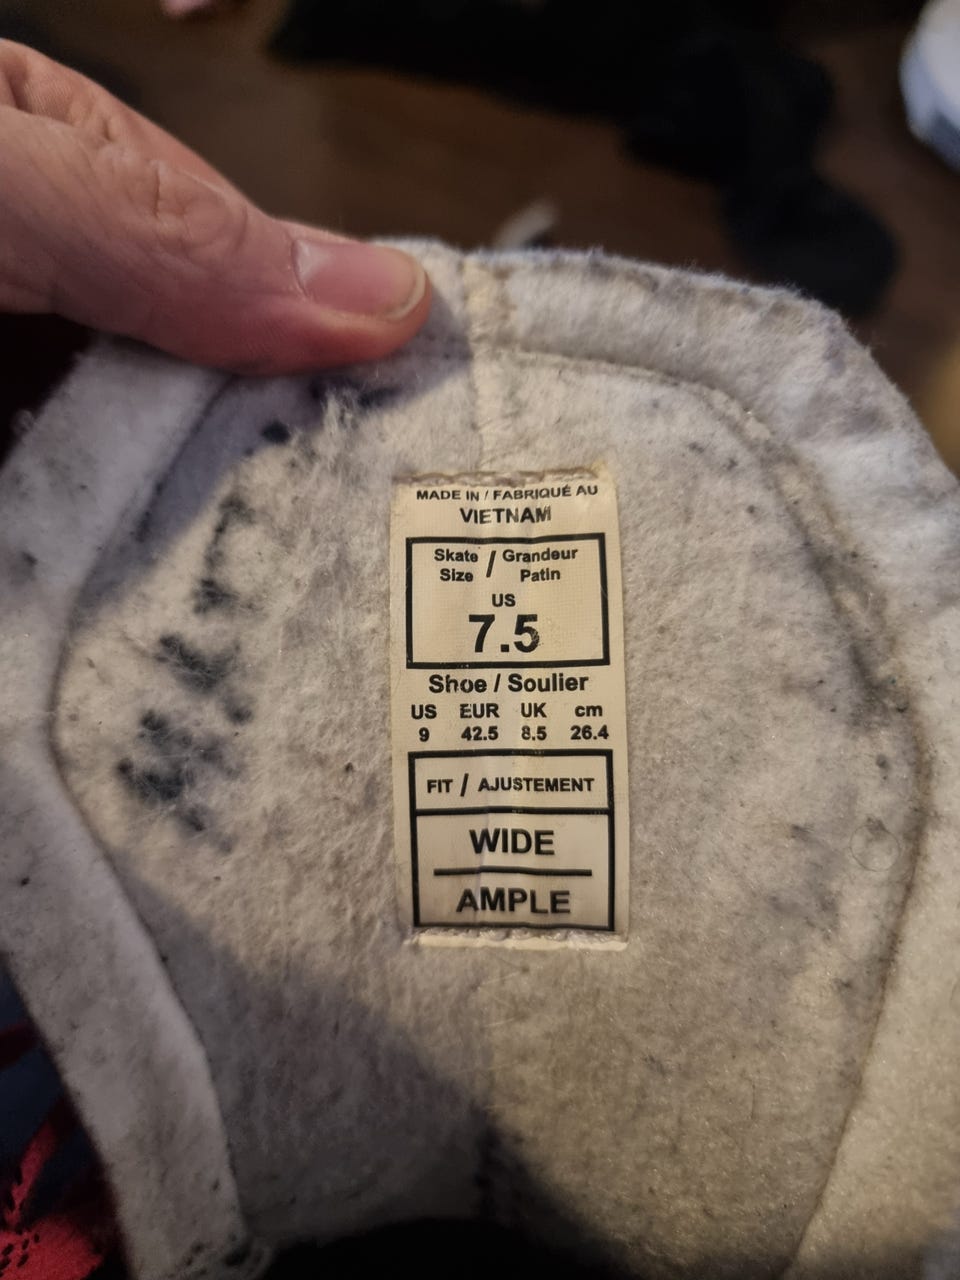 MADE IN / FABRIQUÉ AU
VIETNAM
Skate / Grandeur
Size Patin
US
7.5
Shoe / Soulier
US EUR UK cm
9 42.5 8.5 26.4
FIT / AJUSTEMENT
WIDE
AMPLE